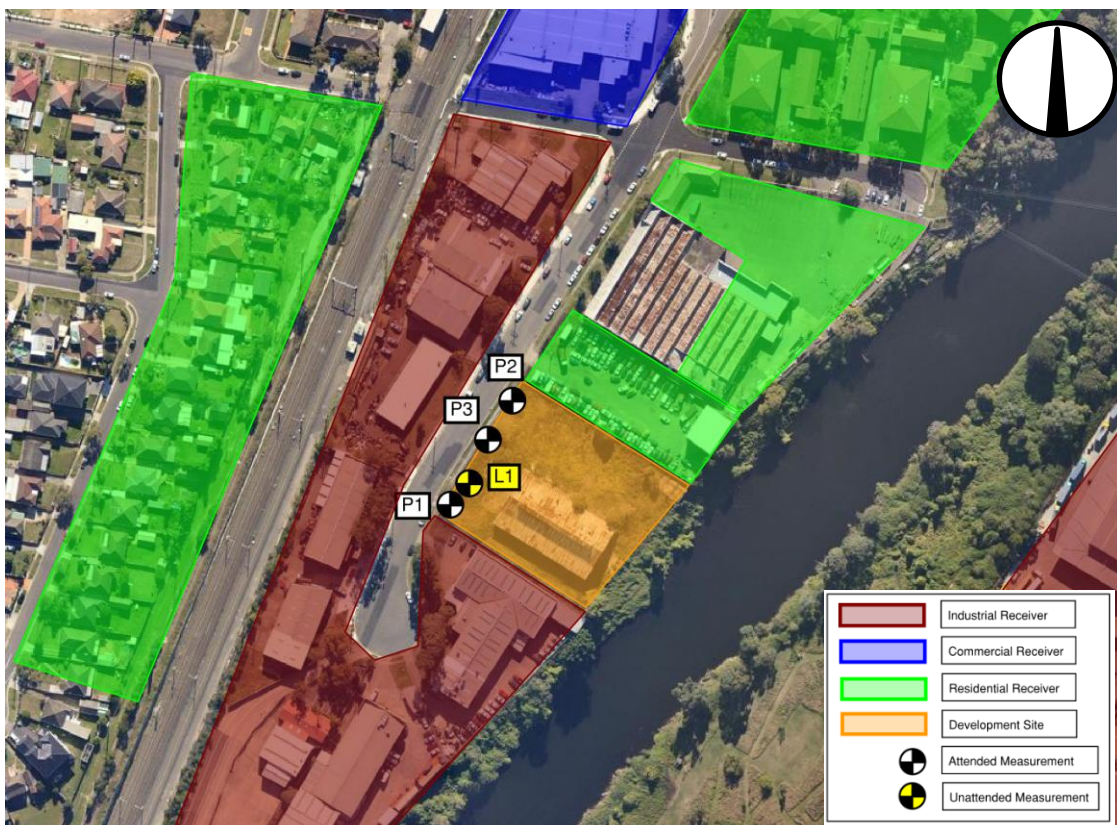 P2
P3
L1
P1
Industrial Receiver
Commercial Receiver
Residential Receiver
Development Site
Attended Measurement
Unattended Measurement